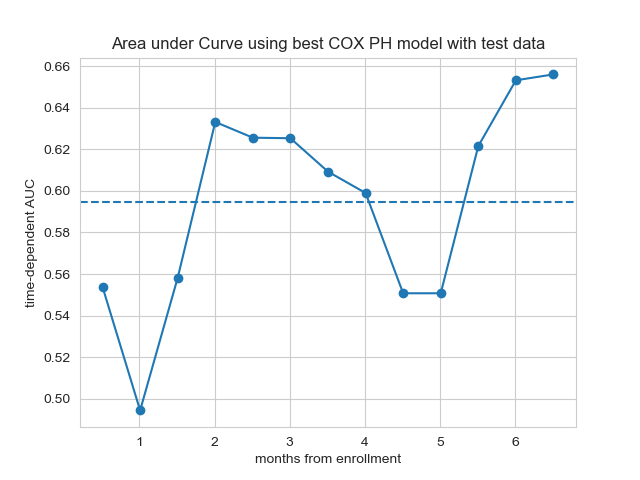 Area under Curve using best COX PH model with test data
time-dependent AUC
0.66
0.64
0.62
0.60
0.58
0.56
0.54
0.52
0.50
1 2 3 4 5 6
months from enrollment